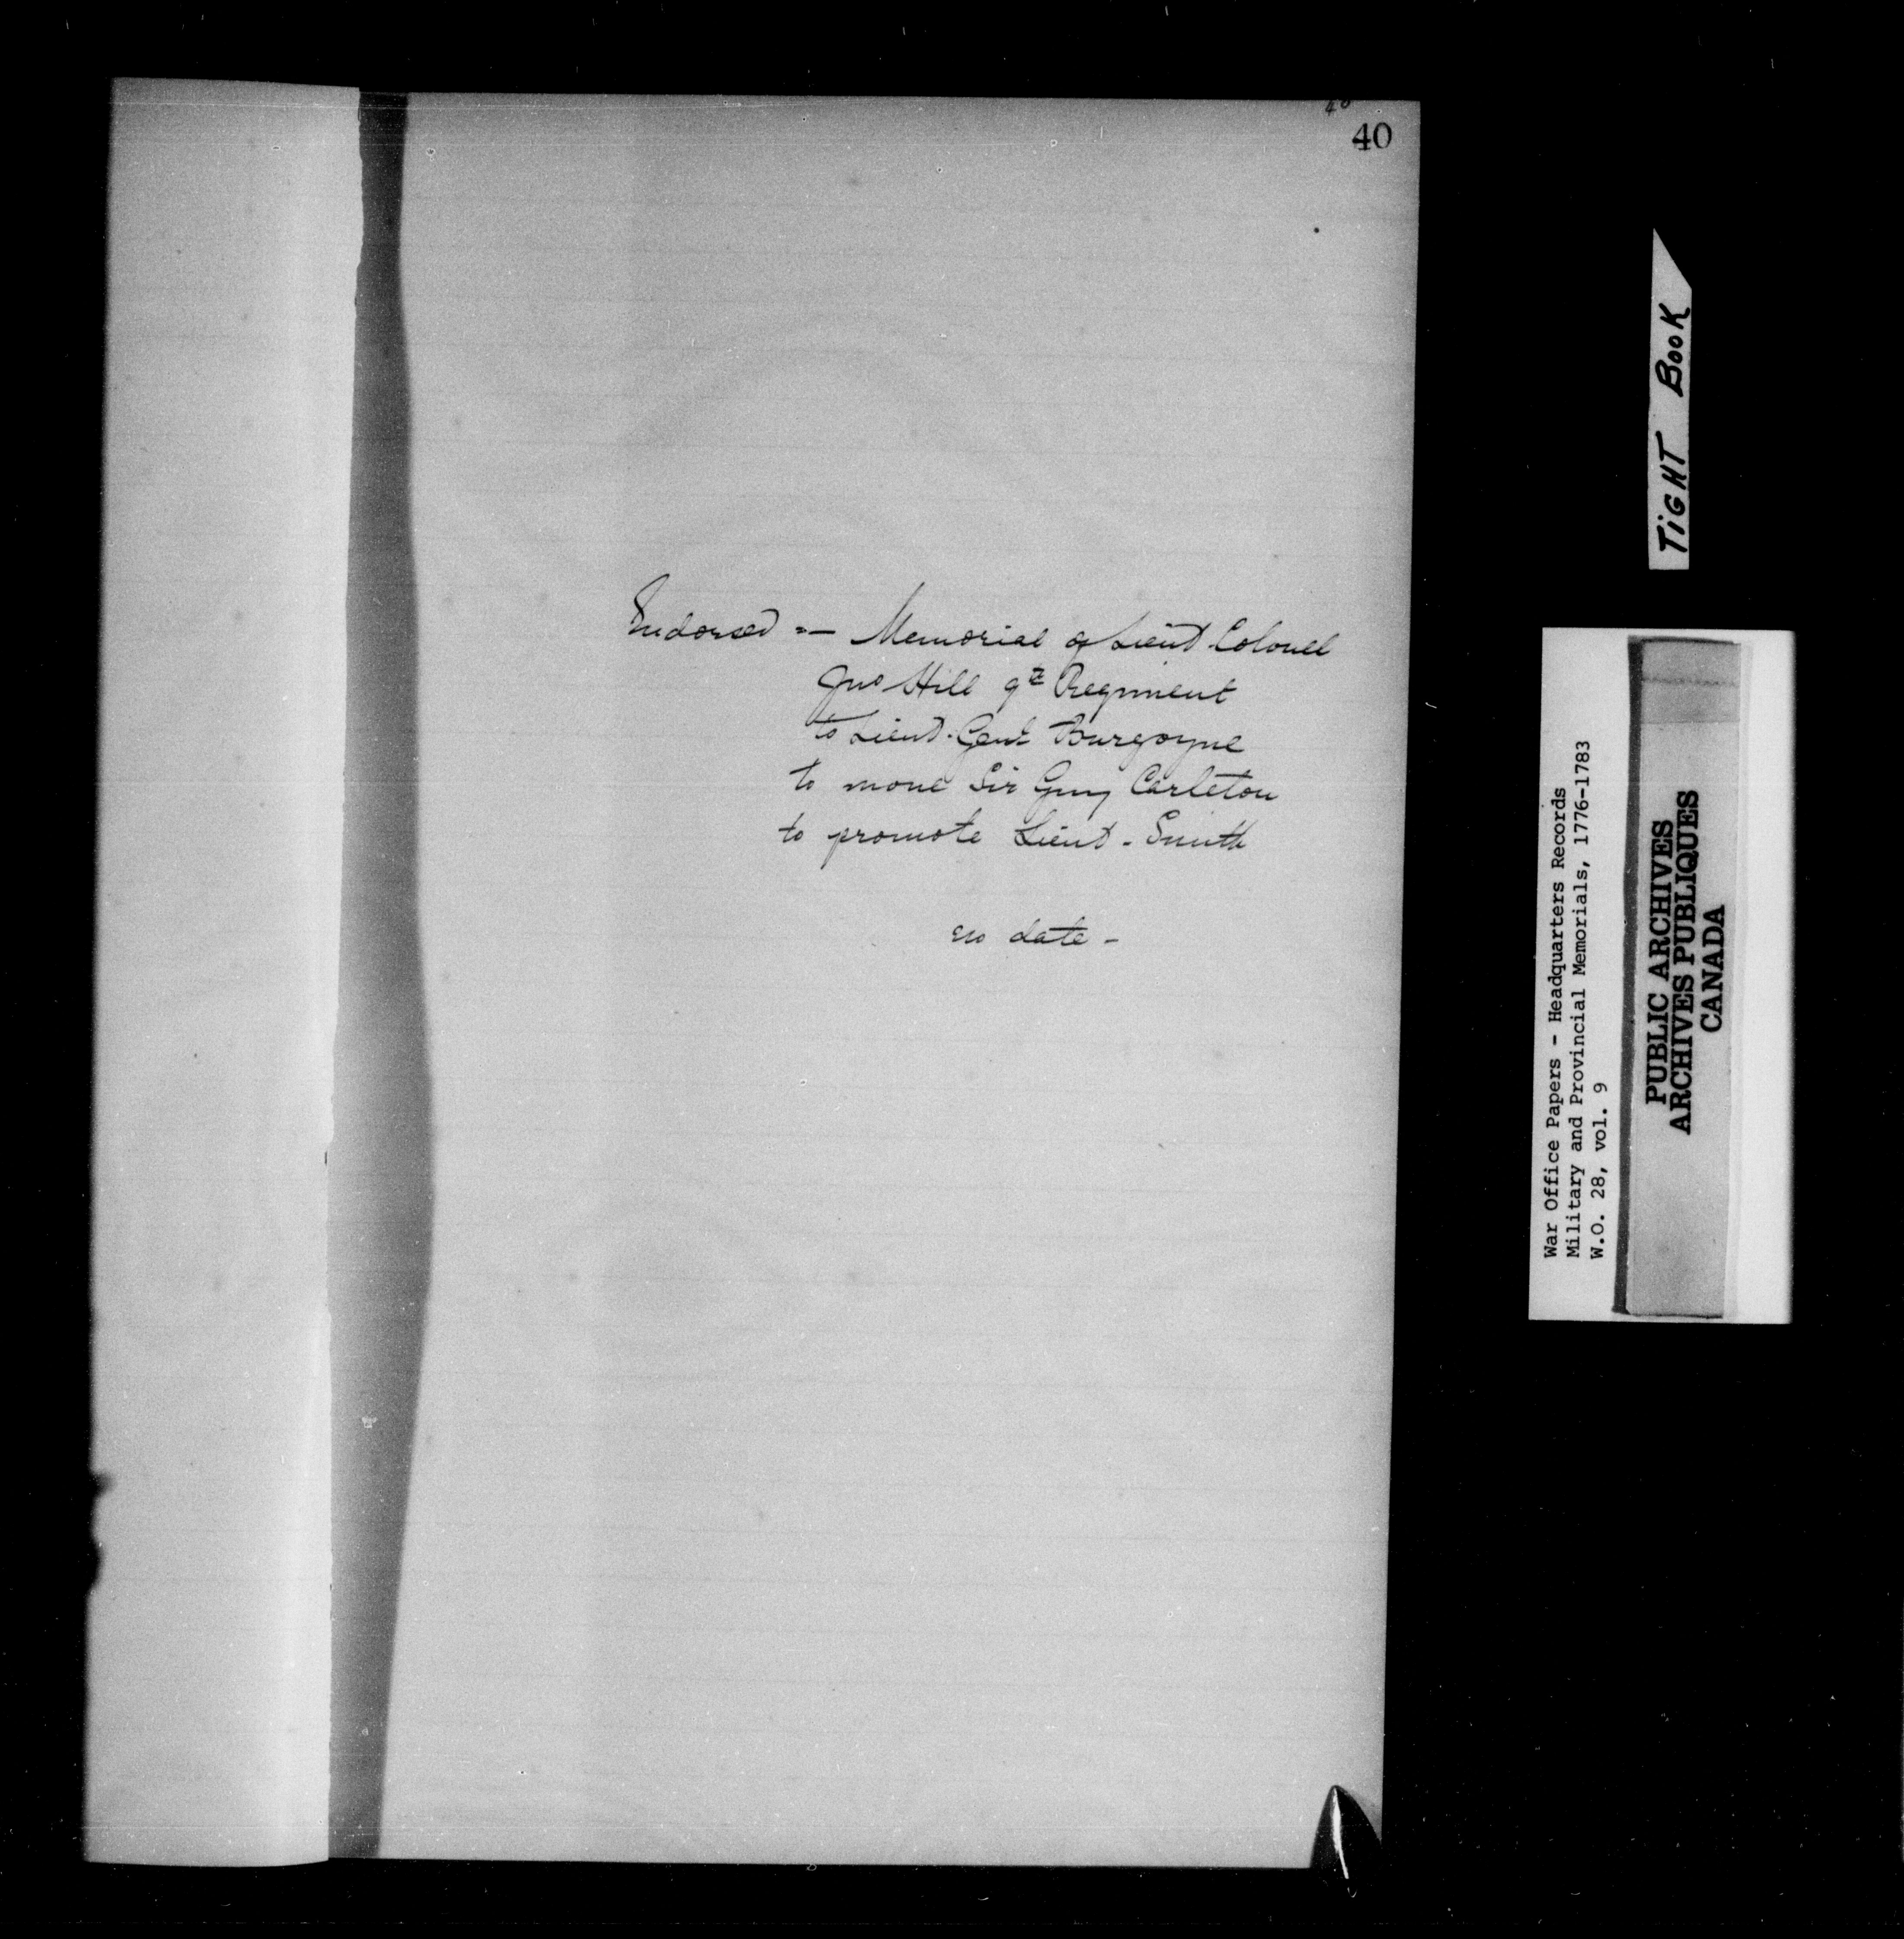 40
40
Endorsed :— Memorial of Lieut Colonel
Jno Hill 9th Regiment
to Lieut. Genl Burgoyne
to move Sir Guy Carleton
to promote Lieut - Smith
no date -
TiGHT BOOK
War Office Papers - Headquarters Records
Military and Provincial Memorials, 1776-1783
W.O. 28, vol. 9
PUBLIC ARCHIVES
ARCHIVES PUBLIQUES
CANADA